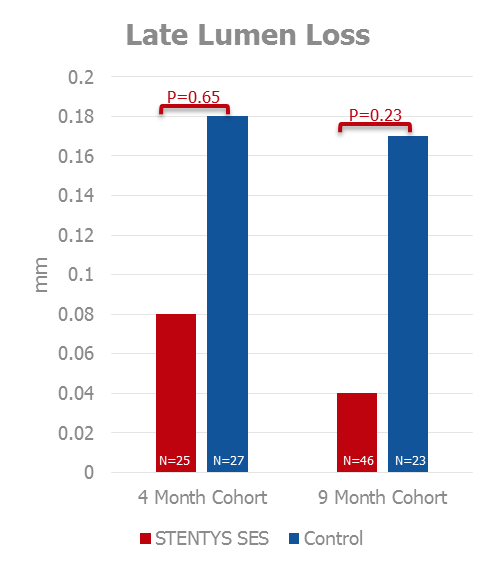 Late Lumen Loss
0.2
0.18
0.16
0.14
0.12
0.1
0.08
0.06
0.04
0.02
0
mm
P=0.65
P=0.23
N=25
N=27
N=46
N=23
4 Month Cohort
9 Month Cohort
STENTYS SES
Control